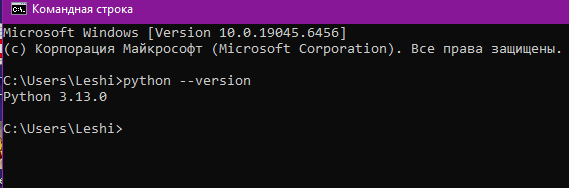 Командная строка
Microsoft Windows [Version 10.0.19045.6456]
(c) Корпорация Майкрософт (Microsoft Corporation). Все права защищены.
C:\Users\Leshi>python --version
Python 3.13.0
C:\Users\Leshi>